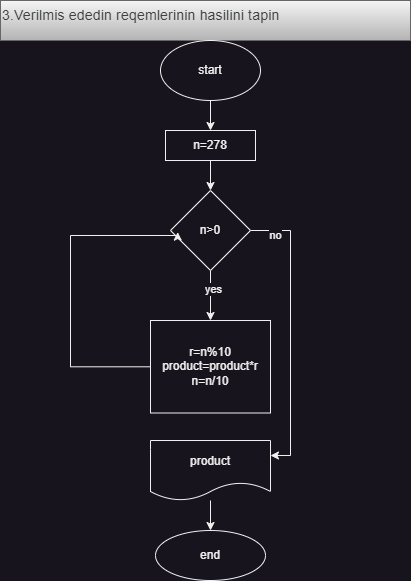 3.Verilmis ededin reqemlerinin hasilini tapin
start
n=278
n>0
no
yes
r=n%10
product=product*r
n=n/10
product
end